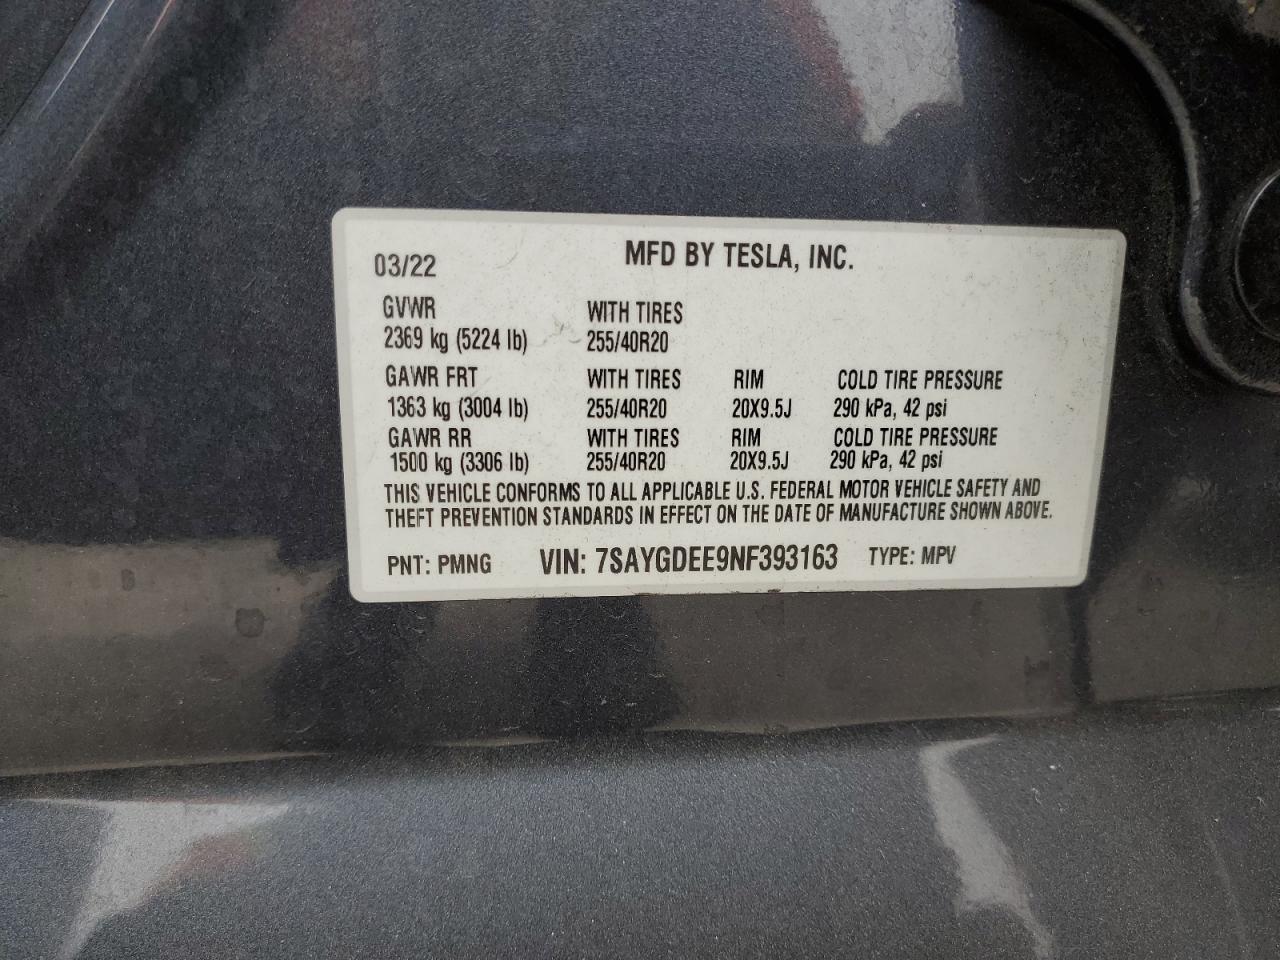 MFD BY TESLA, INC.
03/22
GVWR WITH TIRES
2369 kg (5224 lb) 255/40R20
GAWR FRT WITH TIRES RIM COLD TIRE PRESSURE
1363 kg (3004 lb) 255/40R20 20X9.5J 290 kPa, 42 psi
GAWR RR WITH TIRES RIM COLD TIRE PRESSURE
1500 kg (3306 lb) 255/40R20 20X9.5J 290 kPa, 42 psi
THIS VEHICLE CONFORMS TO ALL APPLICABLE U.S. FEDERAL MOTOR VEHICLE SAFETY AND
THEFT PREVENTION STANDARDS IN EFFECT ON THE DATE OF MANUFACTURE SHOWN ABOVE.
PNT: PMNG VIN: 7SAYGDEE9NF393163 TYPE: MPV